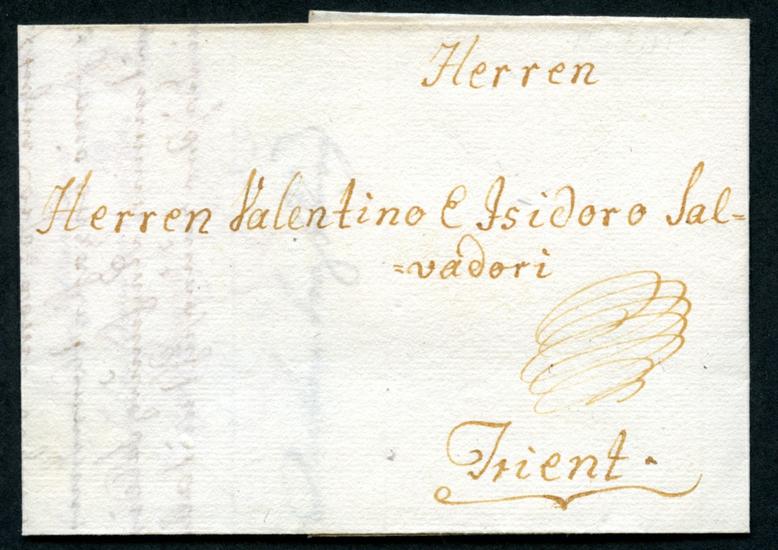 Herren
Herren Valentino e Isidoro Sal=
=vadori
Trient.